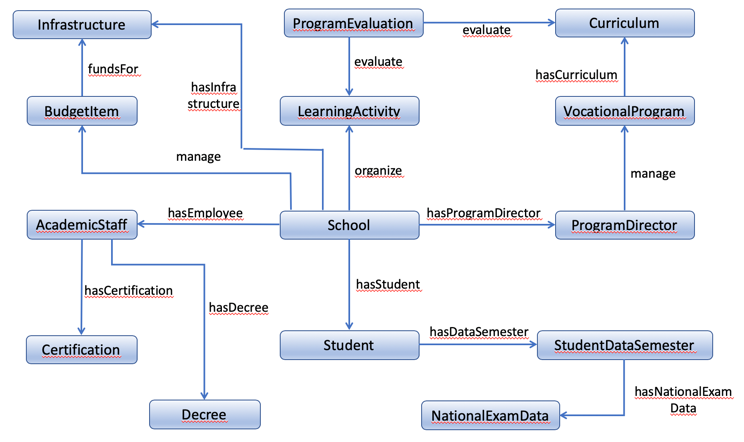 Infrastructure
ProgramEvaluation
evaluate
Curriculum
fundsFor
hasInfra
structure
evaluate
hasCurriculum
BudgetItem
LearningActivity
VocationalProgram
manage
organize
manage
AcademicStaff
hasEmployee
School
hasProgramDirector
ProgramDirector
hasCertification
hasDecree
hasStudent
Certification
Student
hasDataSemester
StudentDataSemester
Decree
NationalExamData
hasNationalExam
Data